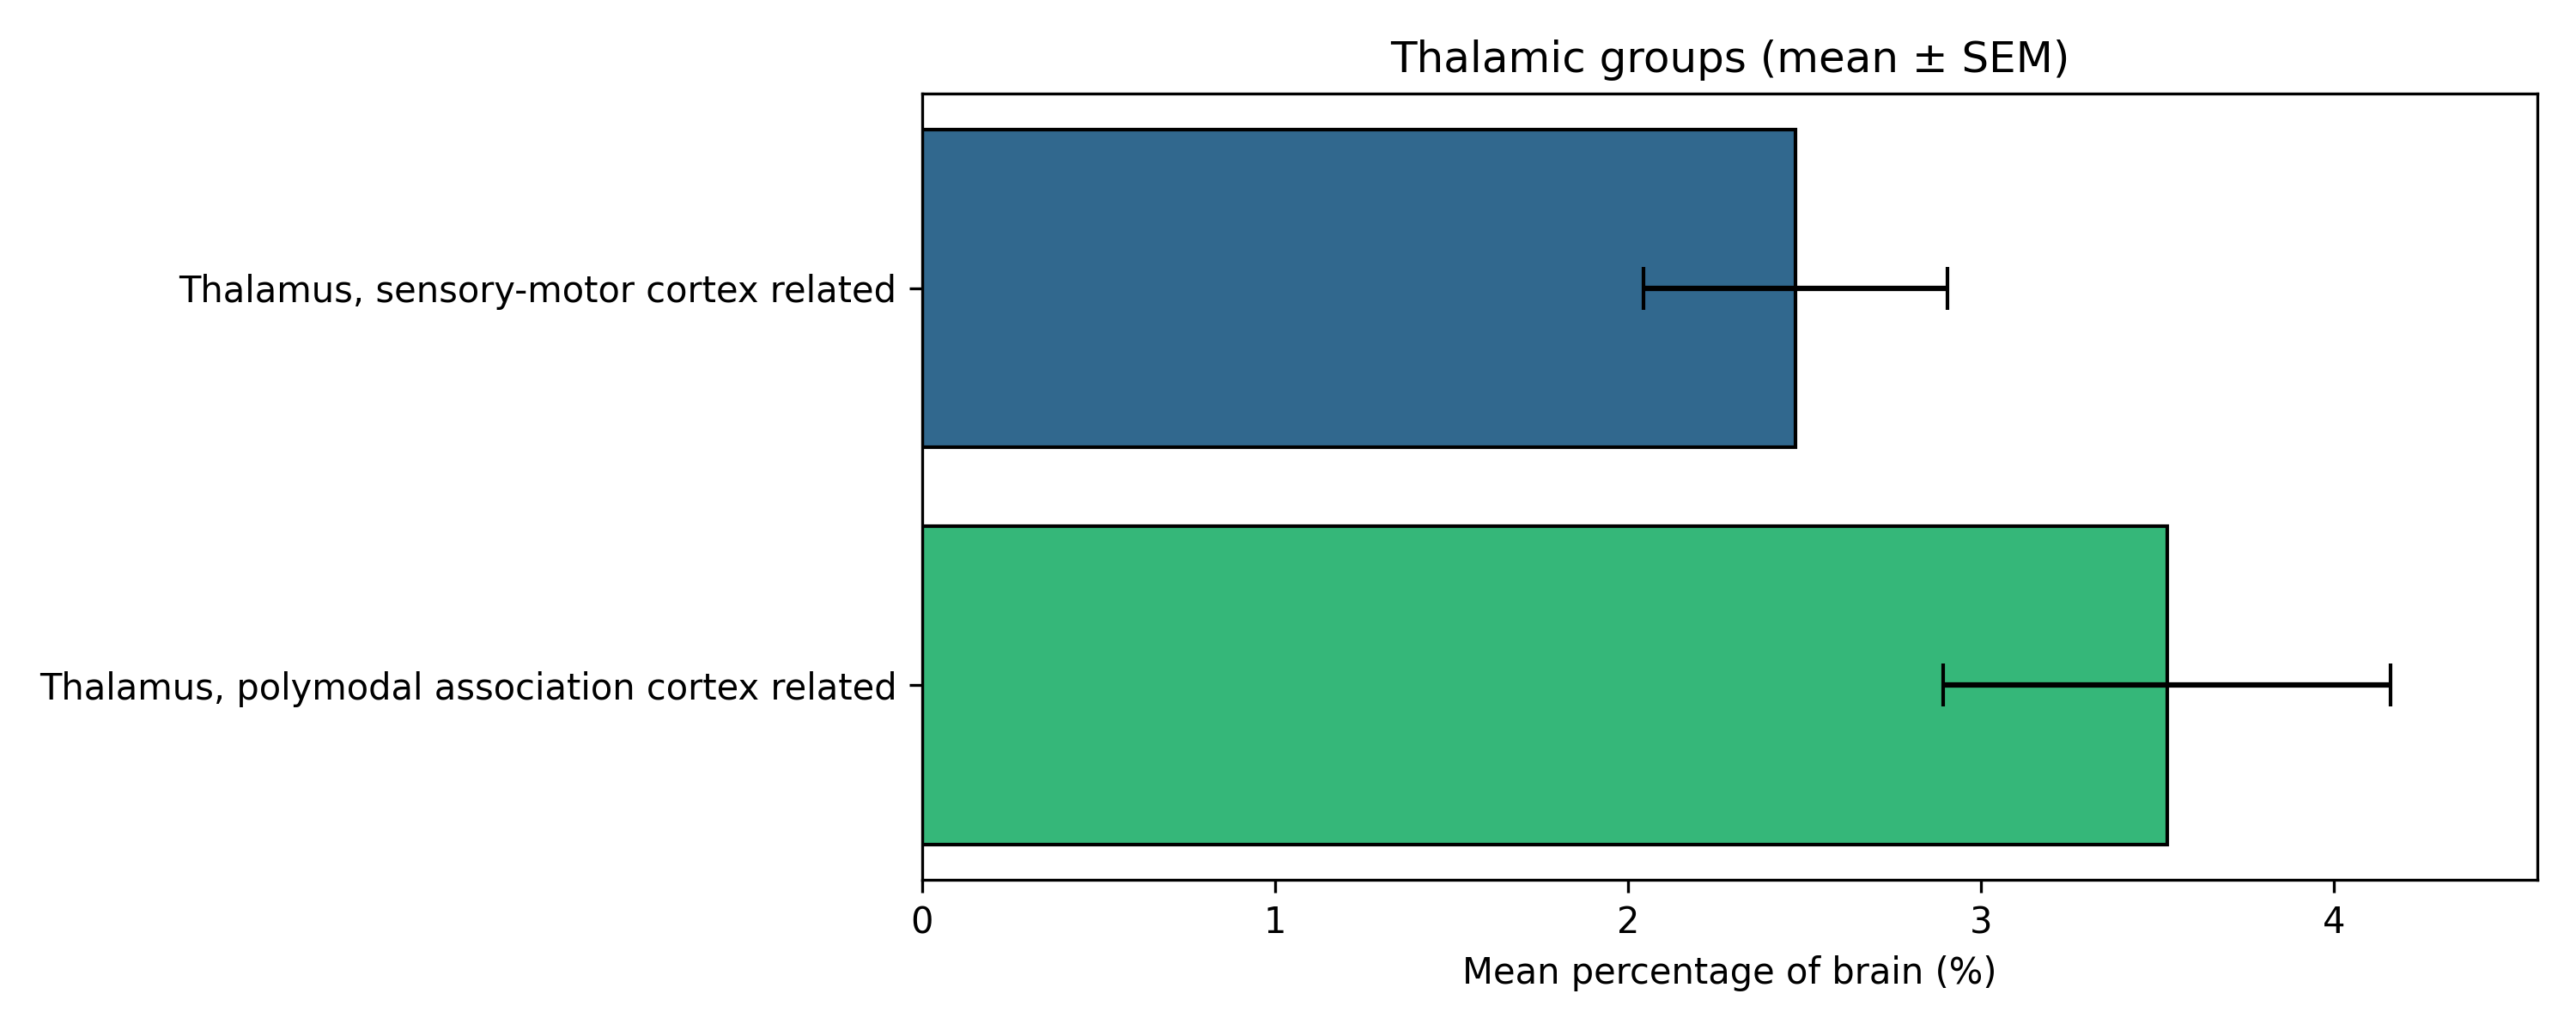 Thalamic groups (mean ± SEM)
Thalamus, sensory-motor cortex related
Thalamus, polymodal association cortex related
0 1 2 3 4
Mean percentage of brain (%)